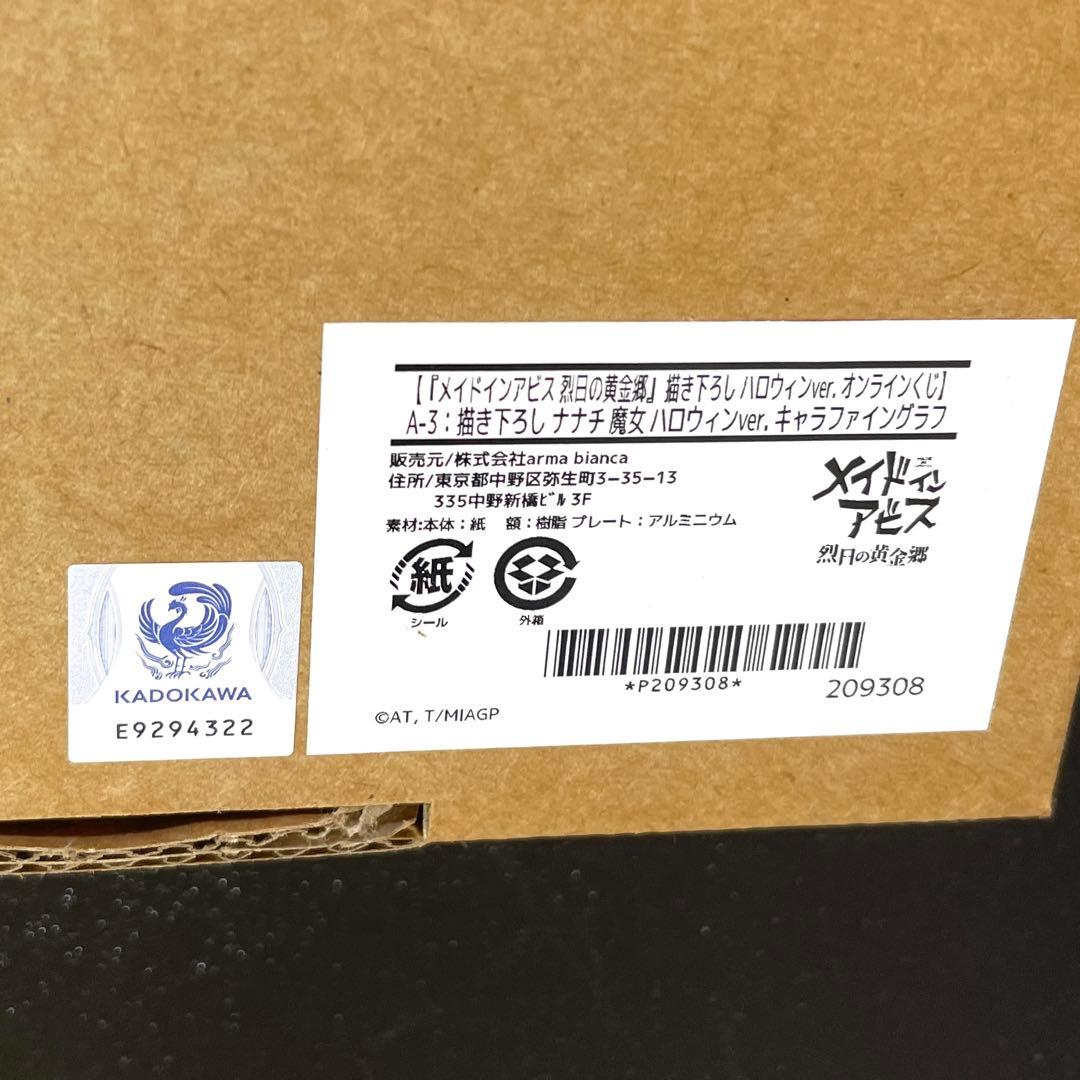 【『メイドインアビス 烈日の黄金郷』描き下ろし ハロウィンver. オンラインくじ】
A-3：描き下ろし ナナチ 魔女 ハロウィンver. キャラファイングラフ
販売元/株式会社arma bianca
住所/東京都中野区弥生町3-35-13
335中野新橋ﾋﾞﾙ 3F
素材:本体：紙 額：樹脂 プレート：アルミニウム
メイドイン
アビス
烈日の黄金郷
紙
シール
外箱
*P209308*
209308
©AT, T/MIAGP
KADOKAWA
E9294322